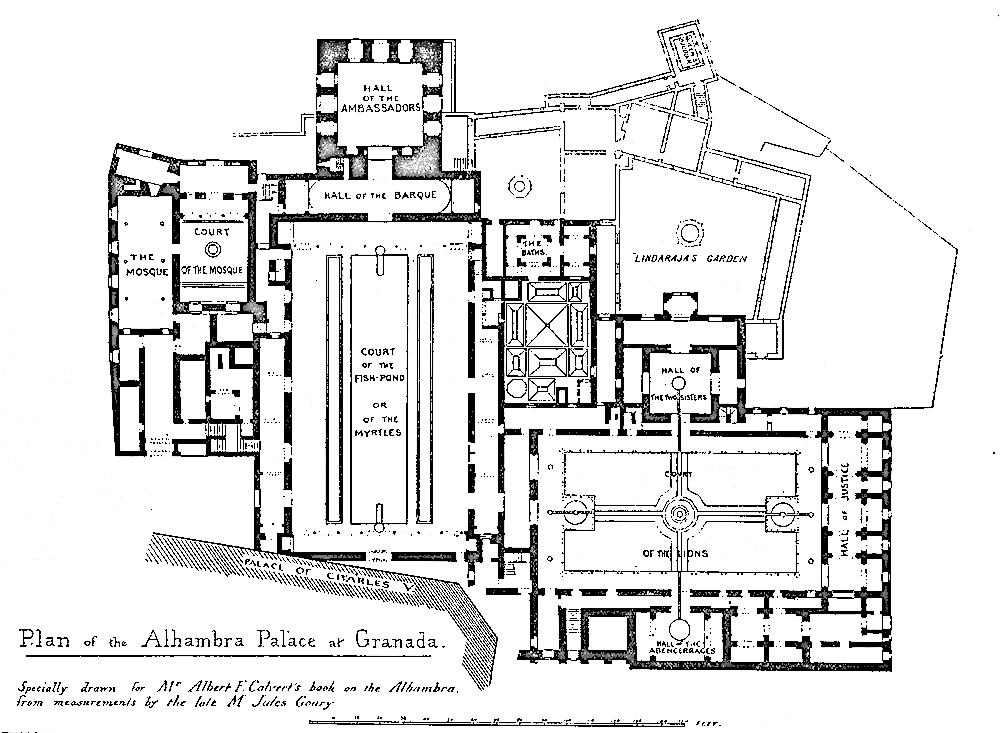 HALL
OF THE
AMBASSADORS
HALL OF THE BARQUE
COURT
OF THE MOSQUE
THE
MOSQUE
THE
BATHS
LINDARAJA'S GARDEN
COURT
OF THE
FISH-POND
OR
OF THE
MYRTLES
HALL OF
THE TWO SISTERS
COURT
OF THE LIONS
HALL OF JUSTICE
HALL OF THE
ABENCERRAGES
PALACE OF CHARLES V.
Plan of the Alhambra Palace at Granada.
Specially drawn for Mr Albert F. Calvert's book on the Alhambra,
from measurements by the late M Jules Goury
FEET.